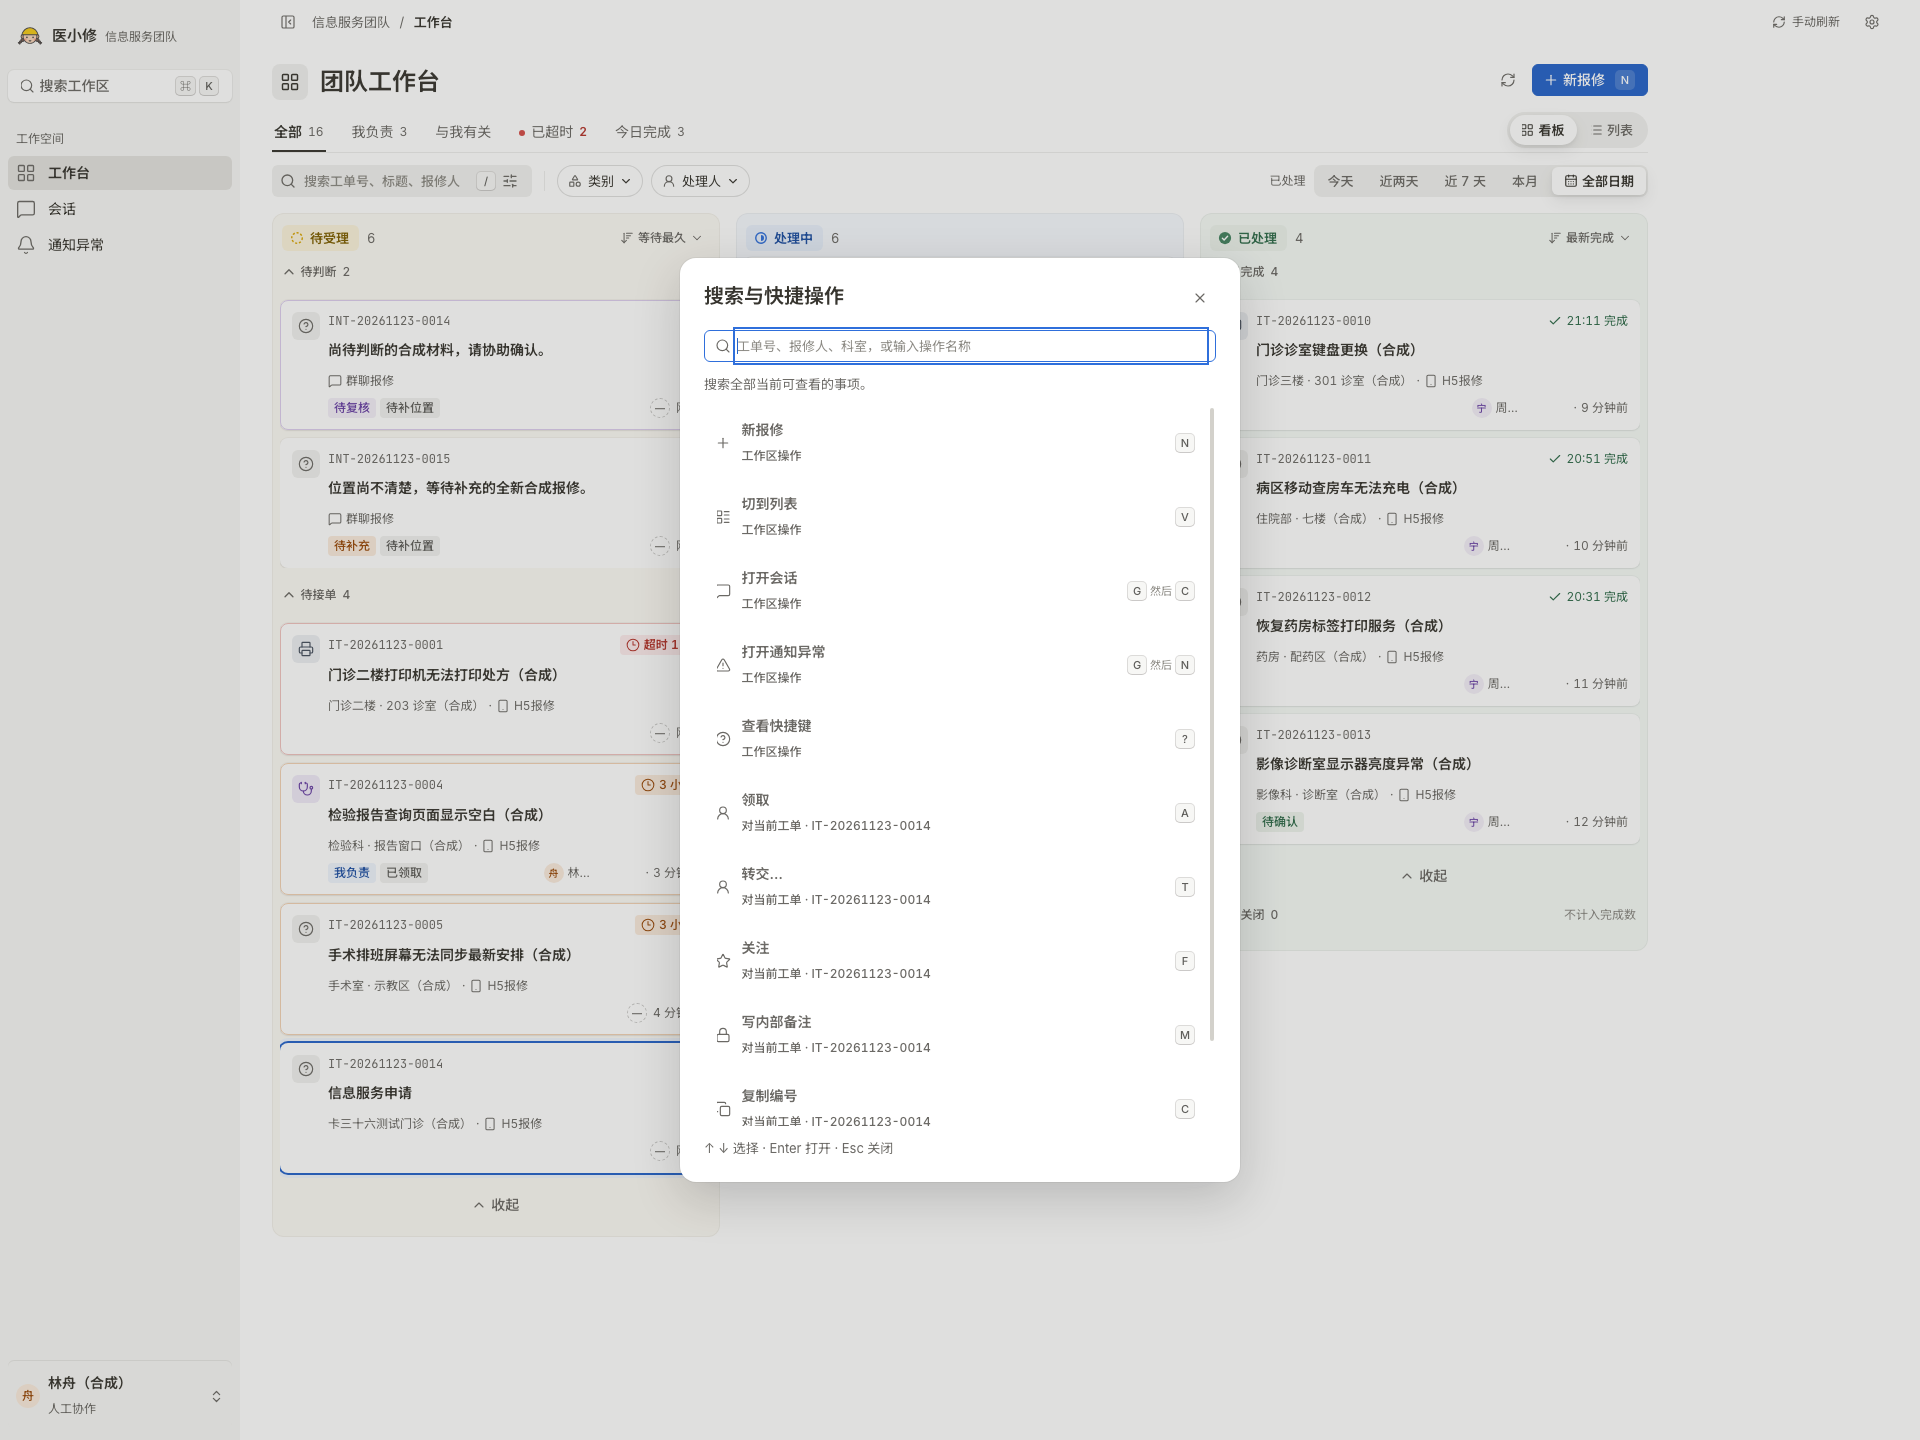 医小修 信息服务团队
搜索工作区 ⌘ K
工作空间
工作台
会话
通知异常
林舟（合成）
舟
人工协作
信息服务团队 / 工作台
手动刷新
团队工作台
新报修 N
全部 16 我负责 3 与我有关 已超时 2 今日完成 3
看板 列表
搜索工单号、标题、报修人 / 类别 处理人
已处理 今天 近两天 近 7 天 本月 全部日期
待受理 6 等待最久
待判断 2
INT-20261123-0014
尚待判断的合成材料，请协助确认。
群聊报修
待复核 待补位置
INT-20261123-0015
位置尚不清楚，等待补充的全新合成报修。
群聊报修
待补充 待补位置
待接单 4
IT-20261123-0001 超时 1
门诊二楼打印机无法打印处方（合成）
门诊二楼 · 203 诊室（合成） · H5报修
IT-20261123-0004 3 小
检验报告查询页面显示空白（合成）
检验科 · 报告窗口（合成） · H5报修
我负责 已领取 舟 林... · 3 分钟
IT-20261123-0005 3 小
手术排班屏幕无法同步最新安排（合成）
手术室 · 示教区（合成） · H5报修
4 分钟
IT-20261123-0014
信息服务申请
卡三十六测试门诊（合成） · H5报修
收起
处理中 6
已处理 4 最新完成
完成 4
IT-20261123-0010 21:11 完成
门诊诊室键盘更换（合成）
门诊三楼 · 301 诊室（合成） · H5报修
宁 周... · 9 分钟前
IT-20261123-0011 20:51 完成
病区移动查房车无法充电（合成）
住院部 · 七楼（合成） · H5报修
宁 周... · 10 分钟前
IT-20261123-0012 20:31 完成
恢复药房标签打印服务（合成）
药房 · 配药区（合成） · H5报修
宁 周... · 11 分钟前
IT-20261123-0013
影像诊断室显示器亮度异常（合成）
影像科 · 诊断室（合成） · H5报修
待确认 宁 周... · 12 分钟前
收起
关闭 0 不计入完成数
搜索与快捷操作
工单号、报修人、科室，或输入操作名称
搜索全部当前可查看的事项。
新报修 N
工作区操作
切到列表 V
工作区操作
打开会话 G 然后 C
工作区操作
打开通知异常 G 然后 N
工作区操作
查看快捷键 ?
工作区操作
领取 A
对当前工单 · IT-20261123-0014
转交... T
对当前工单 · IT-20261123-0014
关注 F
对当前工单 · IT-20261123-0014
写内部备注 M
对当前工单 · IT-20261123-0014
复制编号 C
对当前工单 · IT-20261123-0014
↑ ↓ 选择 · Enter 打开 · Esc 关闭